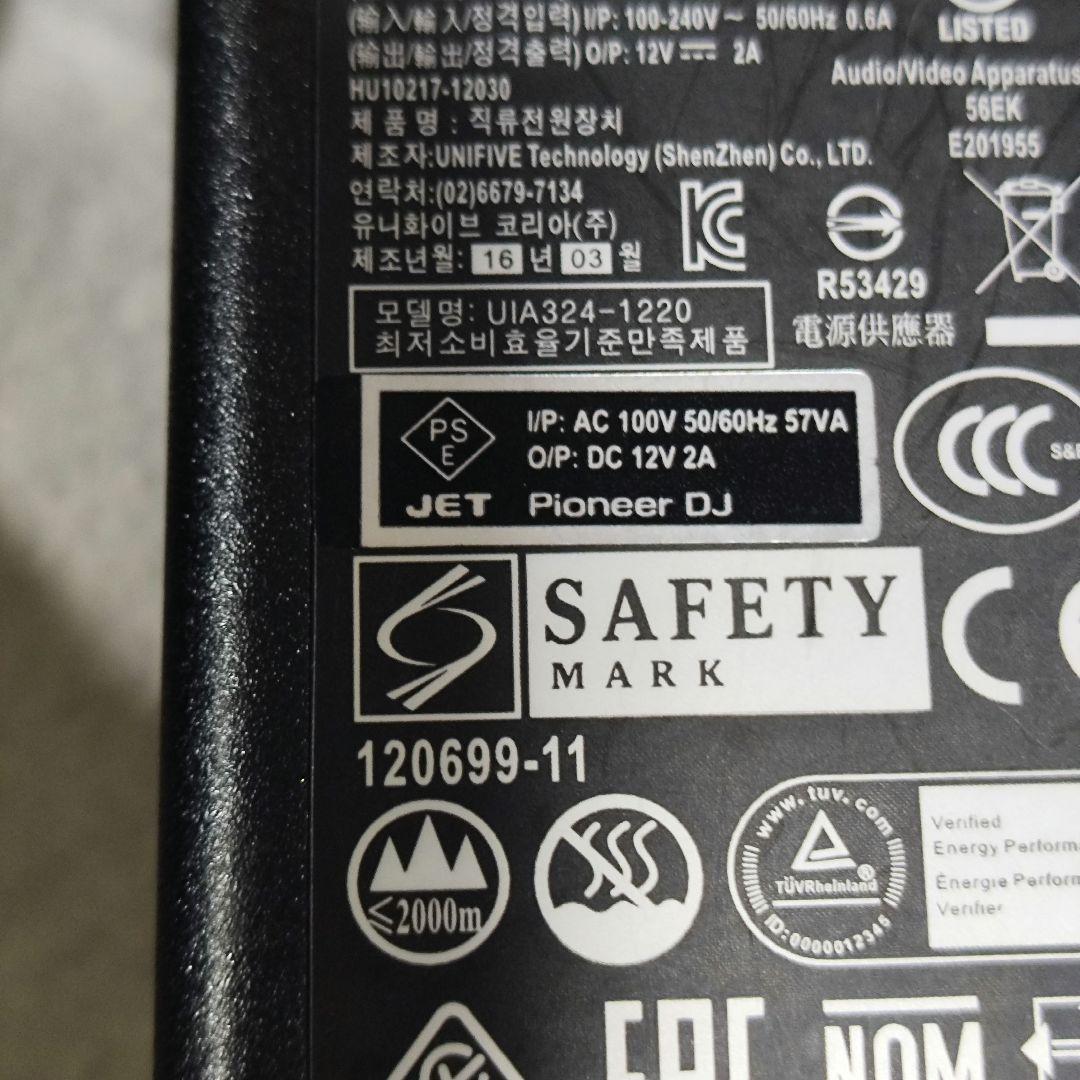 (输入/輸入/정격입력) I/P: 100-240V ~ 50/60Hz 0.6A
(输出/輸出/정격출력) O/P: 12V ⎓ 2A
HU10217-12030
제 품 명 : 직류전원장치
제조자:UNIFIVE Technology (ShenZhen) Co., LTD.
연락처:(02)6679-7134
유니화이브 코리아(주)
제조년월: 16 년 03 월
LISTED
Audio/Video Apparatus
56EK
E201955
R53429
電源供應器
모델명: UIA324-1220
최저소비효율기준만족제품
PS
E
JET
I/P: AC 100V 50/60Hz 57VA
O/P: DC 12V 2A
Pioneer DJ
CCC
S&E
SAFETY
MARK
CE
120699-11
≤2000m
www.tuv.com
TÜVRheinland®
ID:0000012345
Verified
Energy Performa
Énergie Perform
Verifier
EAC
NOM